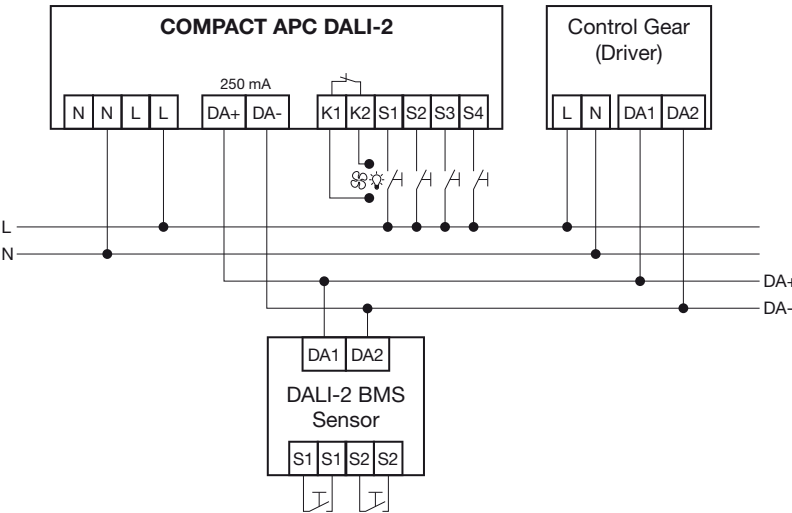 COMPACT APC DALI-2
Control Gear
(Driver)
250 mA
N N L L DA+ DA- K1 K2 S1 S2 S3 S4
L N DA1 DA2
L
N
DA+
DA-
DA1 DA2
DALI-2 BMS
Sensor
S1 S1 S2 S2